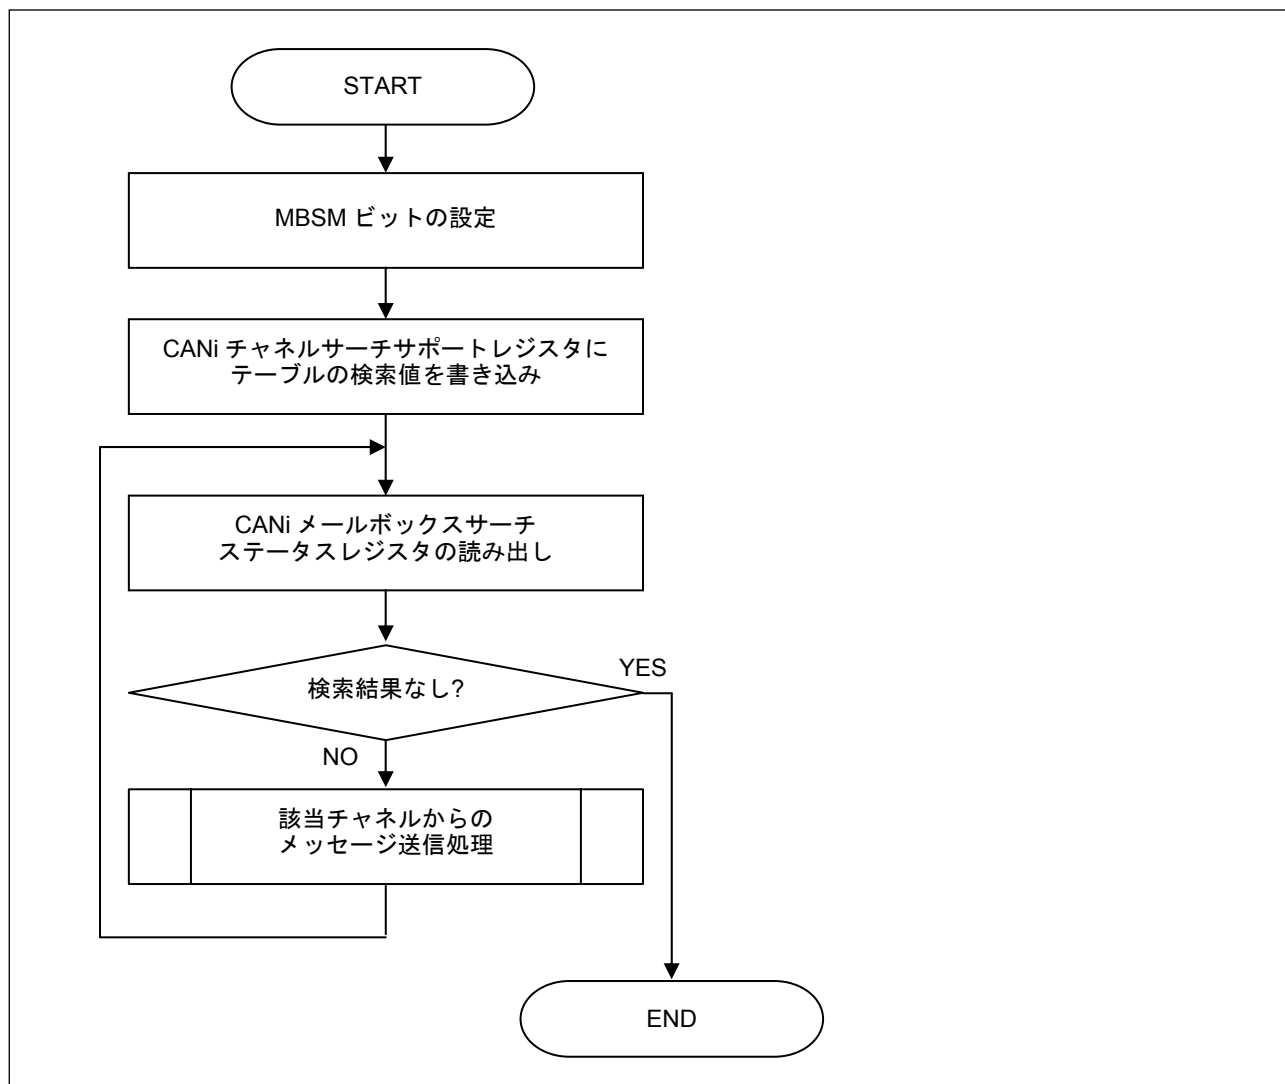 START
MBSM ビットの設定
CANi チャネルサーチサポートレジスタに
テーブルの検索値を書き込み
CANi メールボックスサーチ
ステータスレジスタの読み出し
検索結果なし?
YES
NO
該当チャネルからの
メッセージ送信処理
END